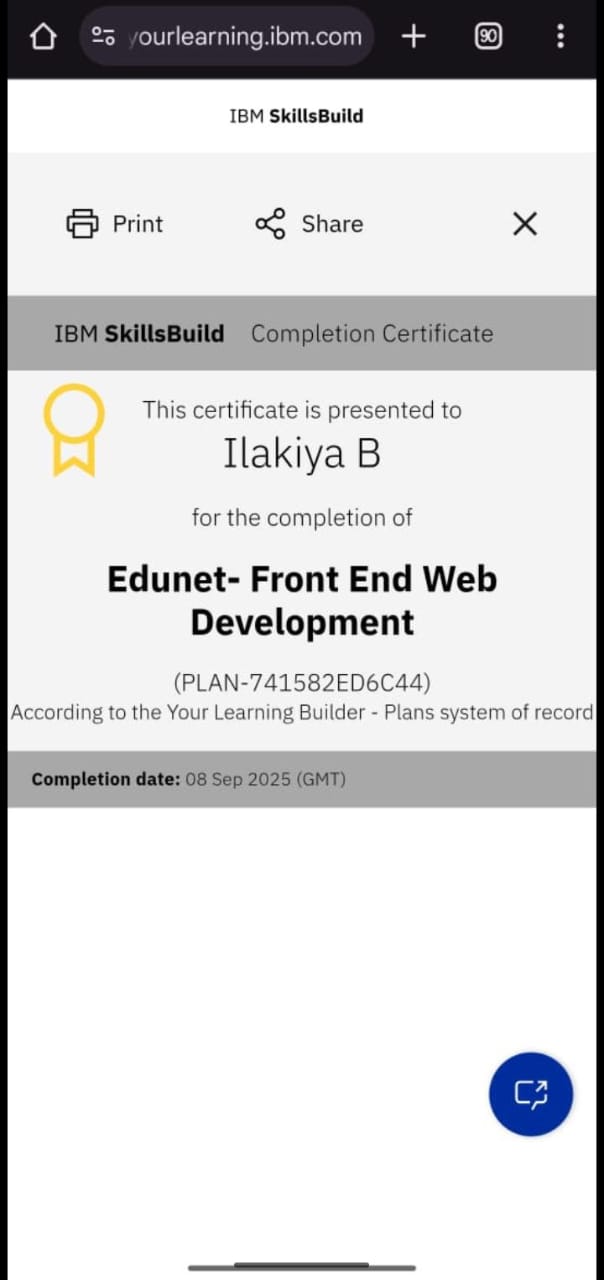 yourlearning.ibm.com
90
IBM SkillsBuild
Print
Share
IBM SkillsBuild Completion Certificate
This certificate is presented to
Ilakiya B
for the completion of
Edunet- Front End Web
Development
(PLAN-741582ED6C44)
According to the Your Learning Builder - Plans system of record
Completion date: 08 Sep 2025 (GMT)